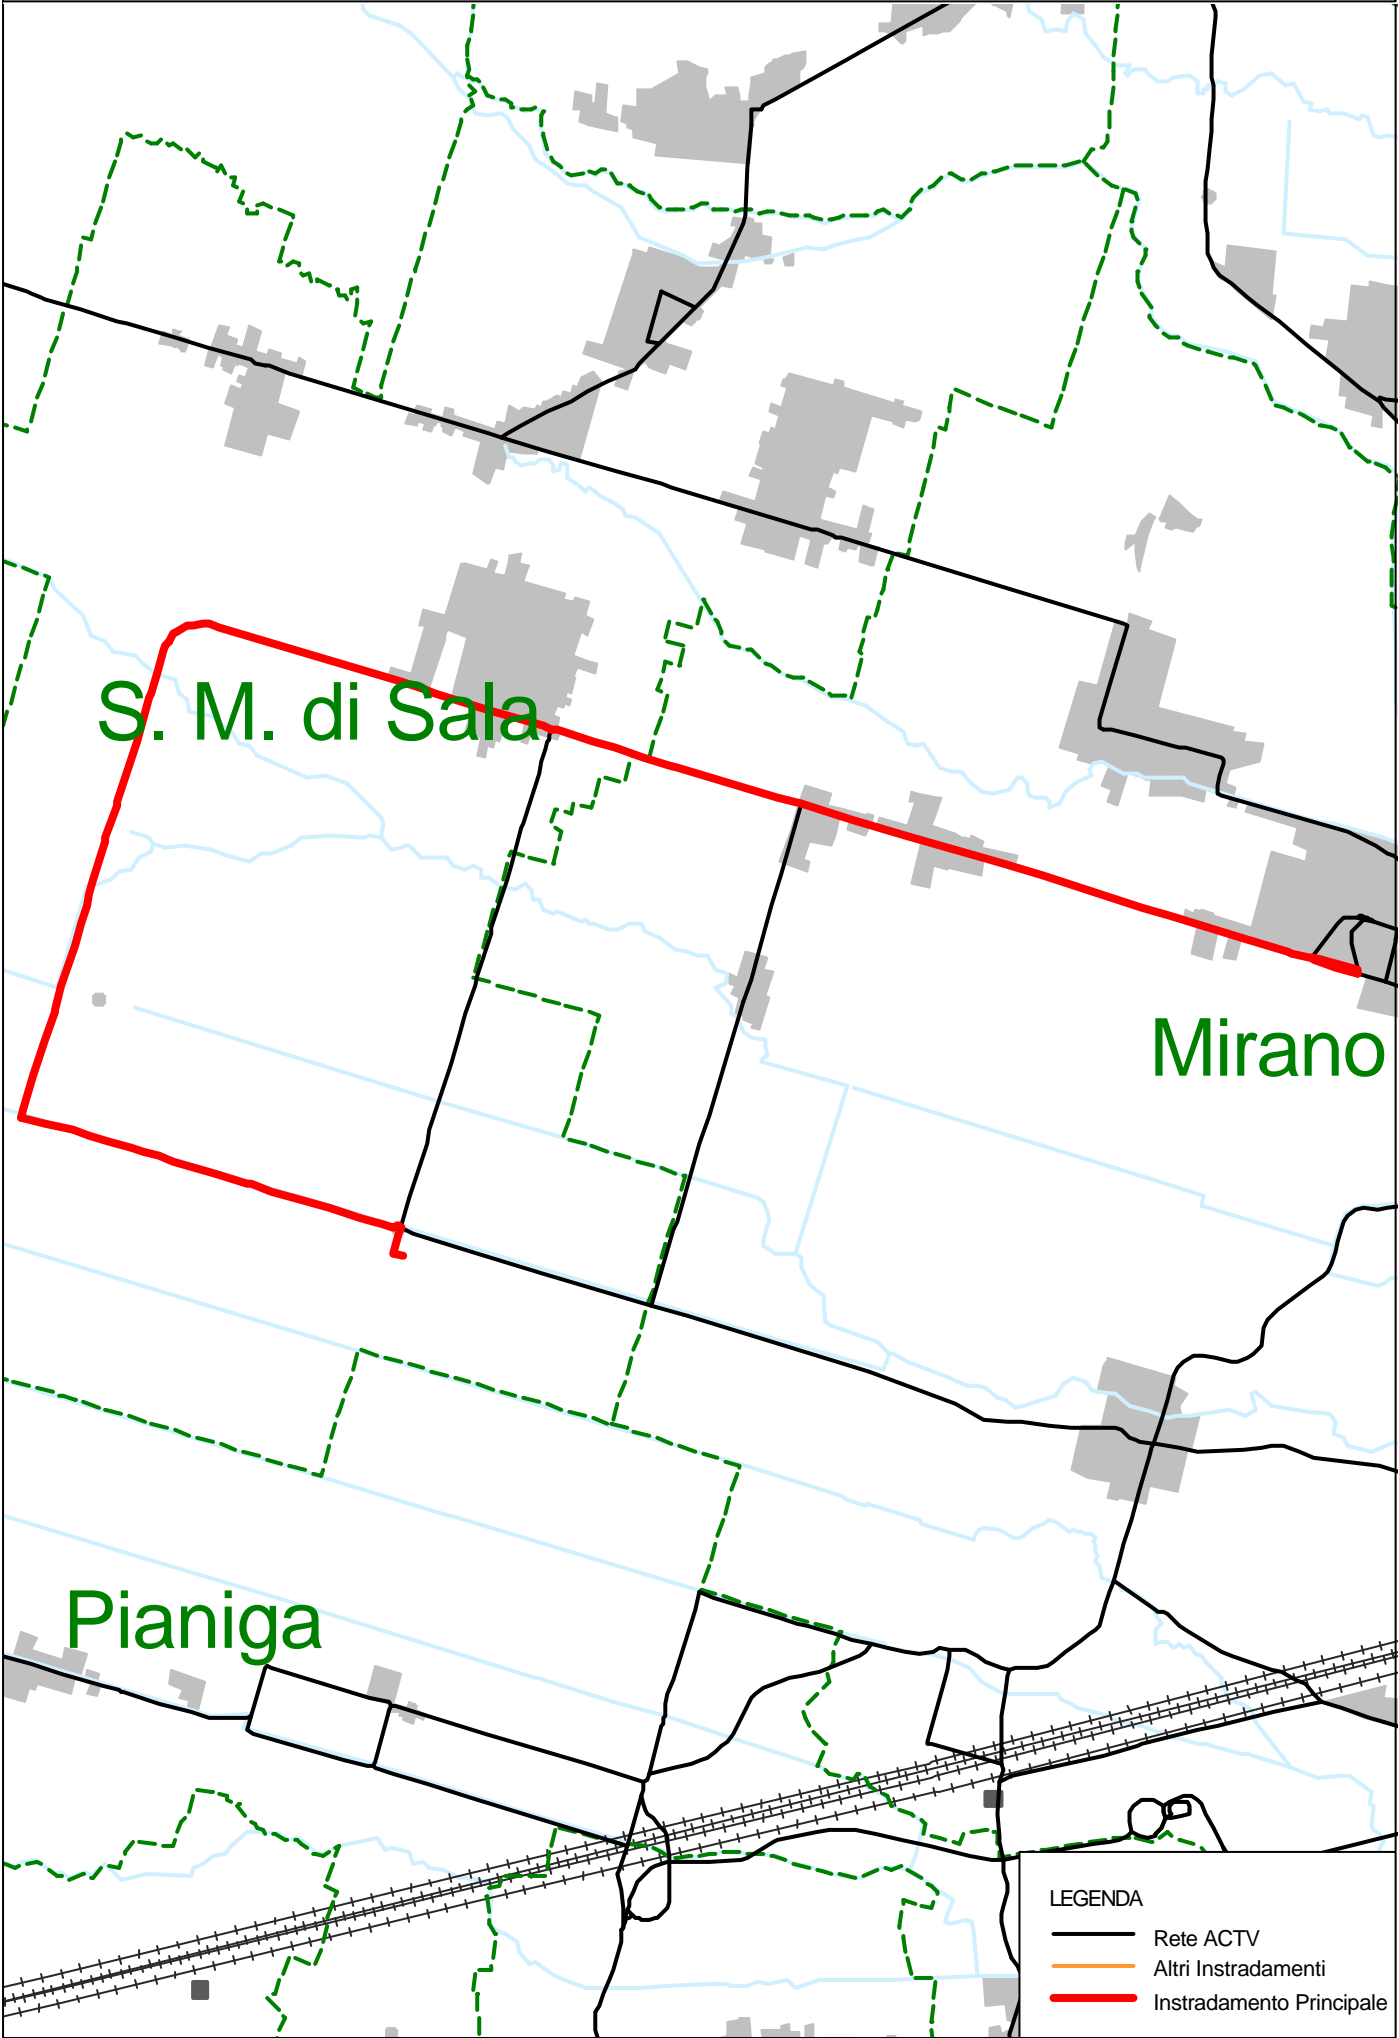 S. M. di Sala
Mirano
Pianiga
LEGENDA
Rete ACTV
Altri Instradamenti
Instradamento Principale